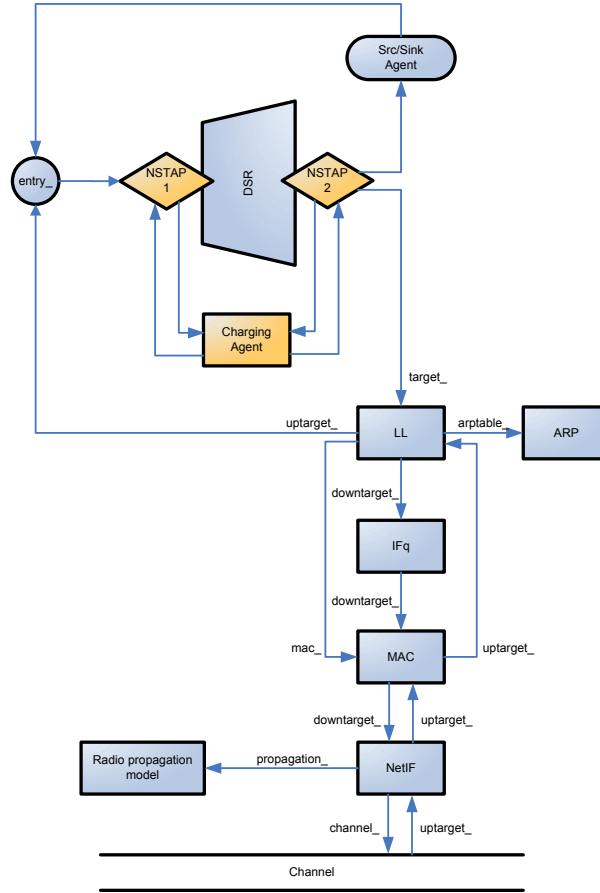 Src/Sink
Agent
entry_
NSTAP
1
DSR
NSTAP
2
Charging
Agent
target_
uptarget_
LL
arptable_
ARP
downtarget_
IFq
downtarget_
mac_
MAC
uptarget_
downtarget_
uptarget_
Radio propagation
model
propagation_
NetIF
channel_
uptarget_
Channel